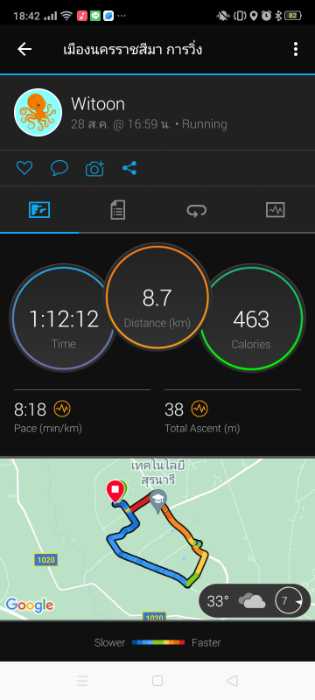 18:42
82
เมืองนครราชสีมา การวิ่ง
Witoon
28 ส.ค. @ 16:59 น. • Running
1:12:12
Time
8.7
Distance (km)
463
Calories
8:18
Pace (min/km)
38
Total Ascent (m)
เทคโนโลยี
สุรนารี
1020
1020
Google
33°
7
Slower
Faster